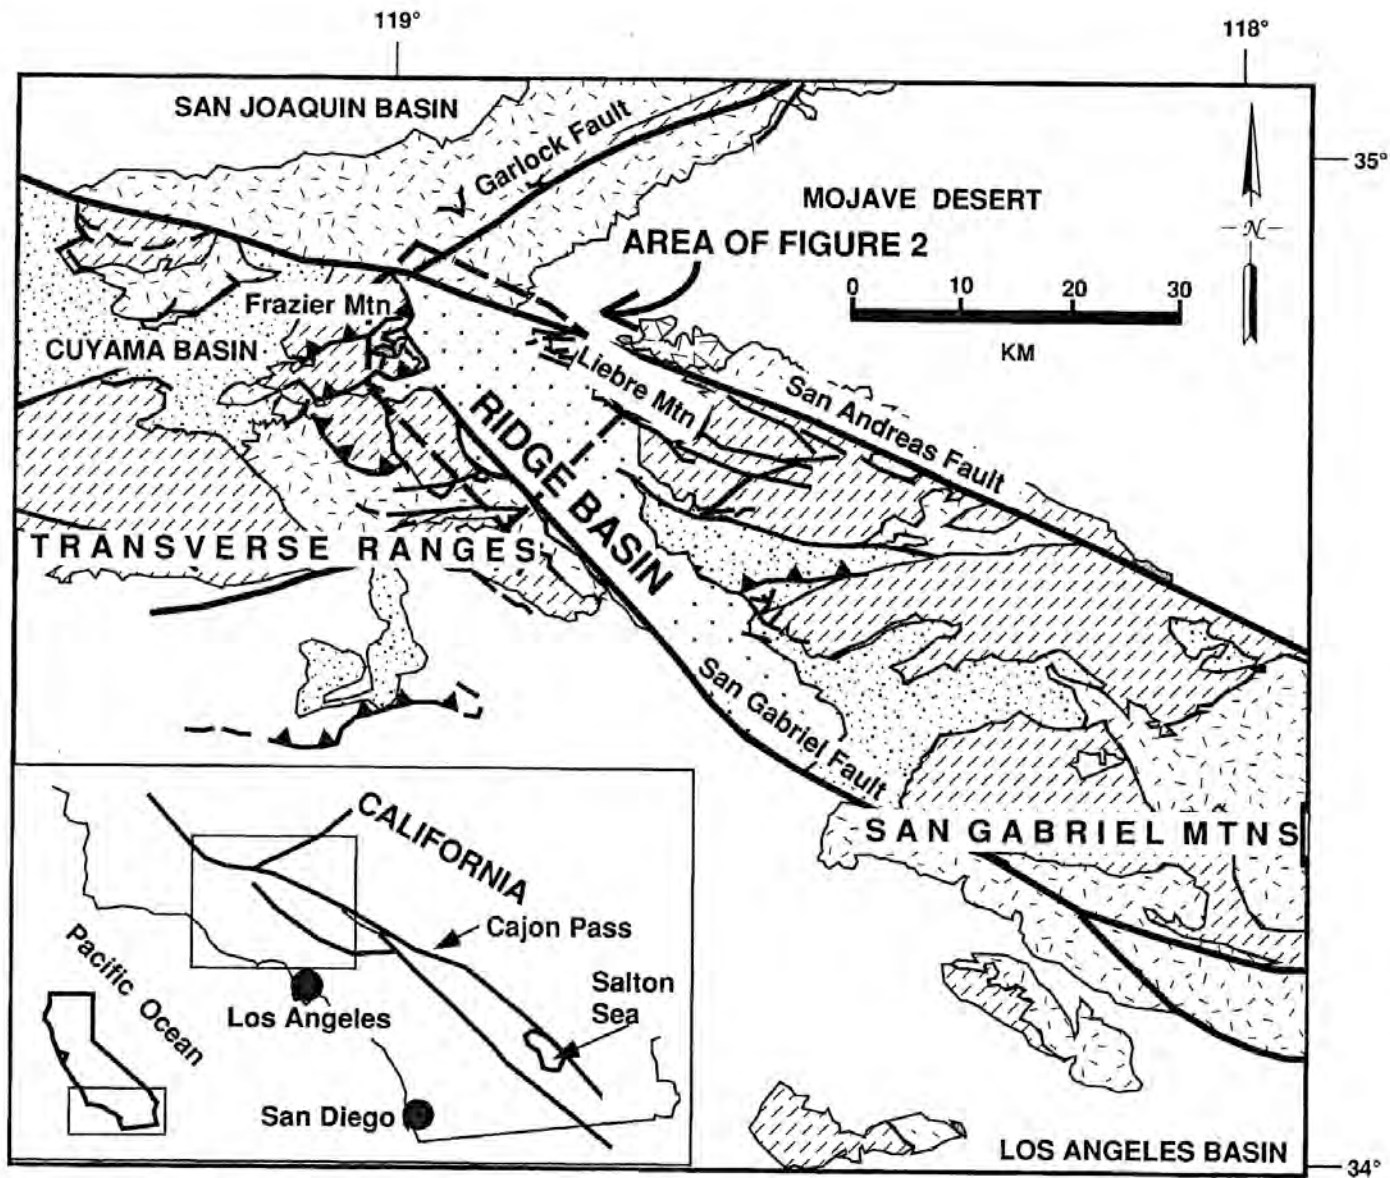 119°
118°
SAN JOAQUIN BASIN
Garlock Fault
35°
MOJAVE DESERT
AREA OF FIGURE 2
N
0 10 20 30
KM
Frazier Mtn
CUYAMA BASIN
Liebre Mtn
San Andreas Fault
RIDGE BASIN
TRANSVERSE RANGES
San Gabriel Fault
SAN GABRIEL MTNS
CALIFORNIA
Cajon Pass
Pacific Ocean
Salton
Sea
Los Angeles
San Diego
LOS ANGELES BASIN
34°